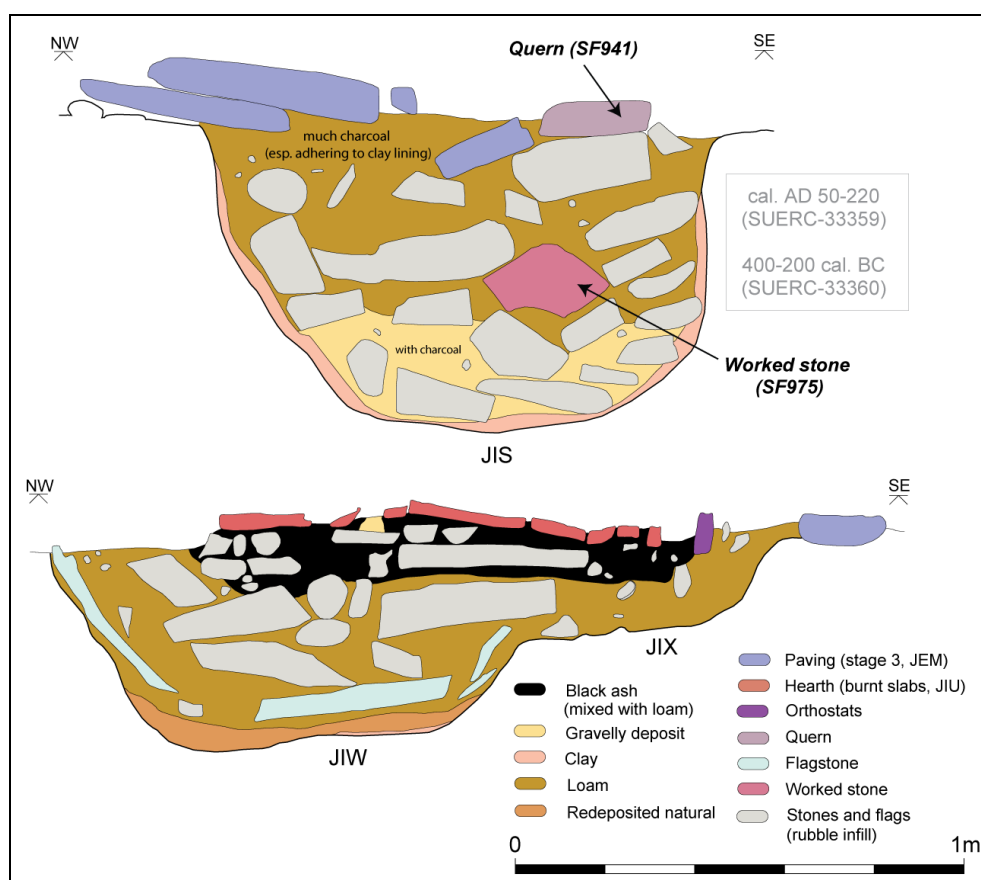 NW
SE
Quern (SF941)
much charcoal
(esp. adhering to clay lining)
cal. AD 50-220
(SUERC-33359)
400-200 cal. BC
(SUERC-33360)
with charcoal
Worked stone
(SF975)
JIS
NW
SE
JIX
JIW
Black ash
(mixed with loam)
Gravelly deposit
Clay
Loam
Redeposited natural
Paving (stage 3, JEM)
Hearth (burnt slabs, JIU)
Orthostats
Quern
Flagstone
Worked stone
Stones and flags
(rubble infill)
0
1m